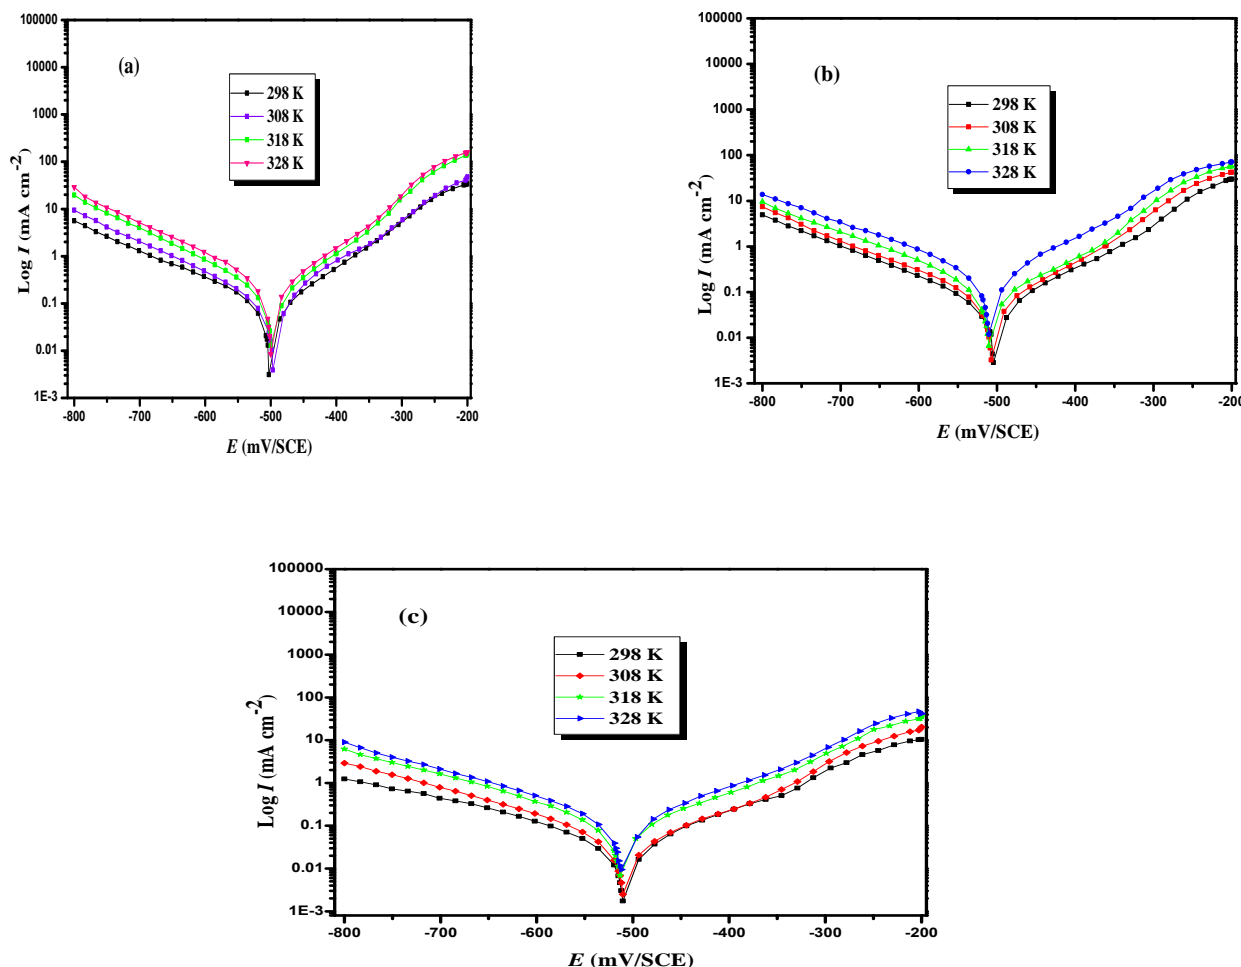 100000
10000
1000
100
10
1
0.1
0.01
1E-3
Log I (mA cm-2)
(a)
298 K
308 K
318 K
328 K
-800 -700 -600 -500 -400 -300 -200
E (mV/SCE)
100000
10000
1000
100
10
1
0.1
0.01
1E-3
Log I (mA cm-2)
(b)
298 K
308 K
318 K
328 K
-800 -700 -600 -500 -400 -300 -200
E (mV/SCE)
100000
10000
1000
100
10
1
0.1
0.01
1E-3
Log I (mA cm-2)
(c)
298 K
308 K
318 K
328 K
-800 -700 -600 -500 -400 -300 -200
E (mV/SCE)